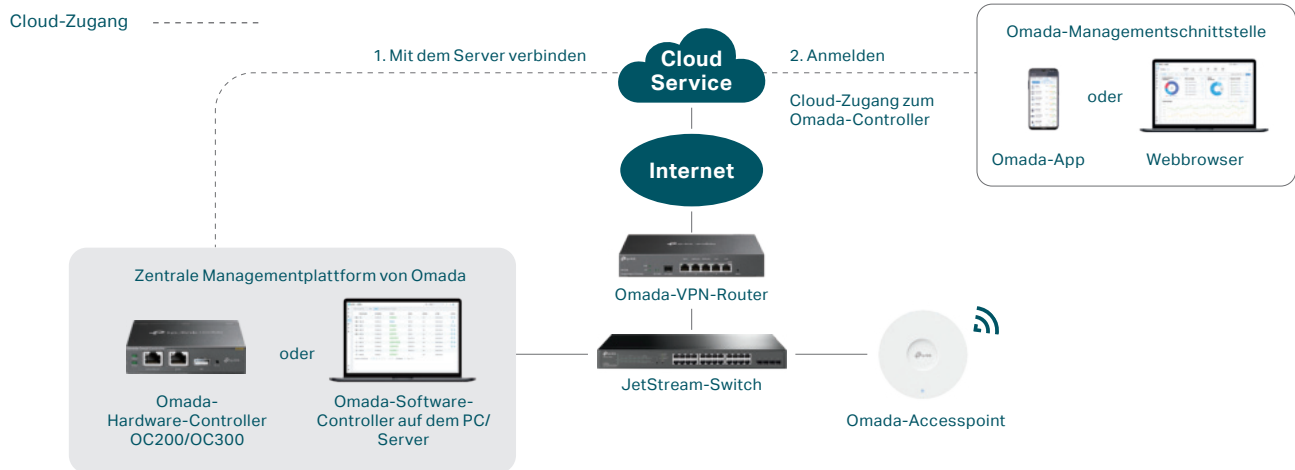 Cloud-Zugang
1. Mit dem Server verbinden
Cloud
Service
2. Anmelden
Cloud-Zugang zum
Omada-Controller
Omada-Managementschnittstelle
oder
Omada-App
Webbrowser
Internet
Omada-VPN-Router
Zentrale Managementplattform von Omada
oder
Omada-
Hardware-Controller
OC200/OC300
Omada-Software-
Controller auf dem PC/
Server
JetStream-Switch
Omada-Accesspoint